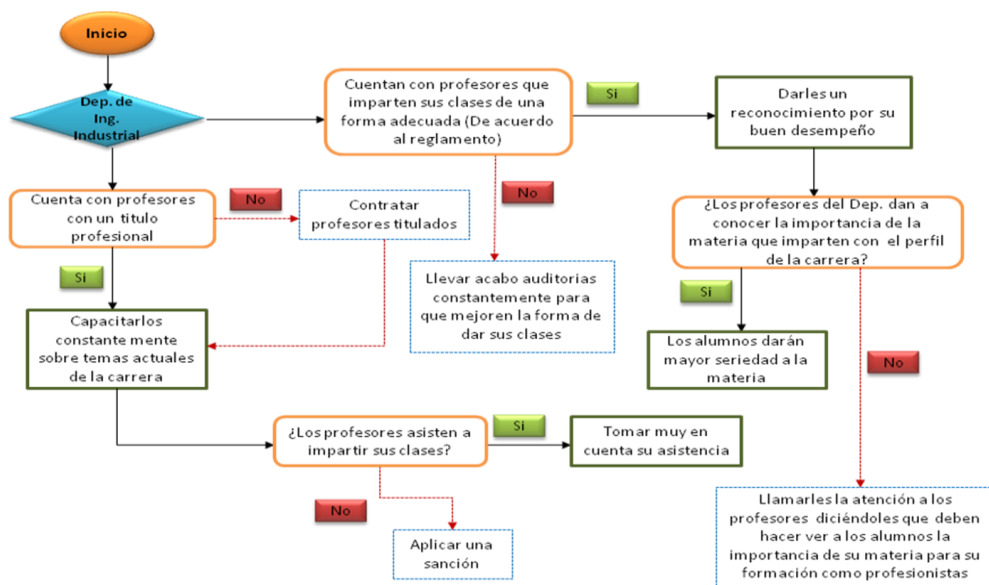 Inicio
Dep. de
Ing.
Industrial
Cuentan con profesores que
imparten sus clases de una
forma adecuada (De acuerdo
al reglamento)
Si
Darles un
reconocimiento por su
buen desempeño
No
Llevar acabo auditorias
constantemente para
que mejoren la forma de
dar sus clases
¿Los profesores del Dep. dan a
conocer la importancia de la
materia que imparten con el perfil
de la carrera?
Si
Los alumnos darán
mayor seriedad a la
materia
No
Llamarles la atención a los
profesores diciéndoles que deben
hacer ver a los alumnos la
importancia de su materia para su
formación como profesionistas
Cuenta con profesores
con un titulo
profesional
No
Contratar
profesores titulados
Si
Capacitarlos
constante mente
sobre temas actuales
de la carrera
¿Los profesores asisten a
impartir sus clases?
Si
Tomar muy en
cuenta su asistencia
No
Aplicar una
sanción